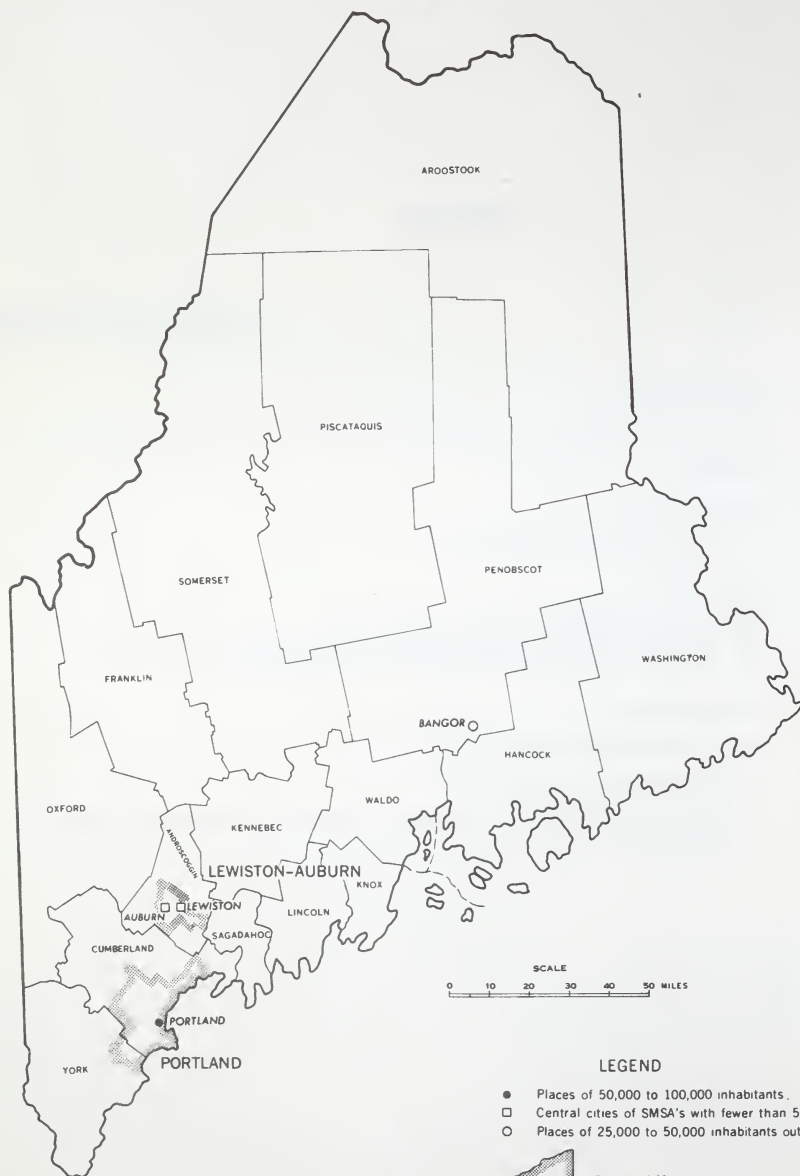 AROOSTOOK
PISCATAQUIS
SOMERSET
PENOBSCOT
FRANKLIN
WASHINGTON
BANGOR
HANCOCK
OXFORD
WALDO
KENNEBEC
ANDROSCOGGIN
LEWISTON-AUBURN
KNOX
LEWISTON
AUBURN
LINCOLN
SAGADAHOC
CUMBERLAND
SCALE
0 10 20 30 40 50 MILES
PORTLAND
PORTLAND
YORK
LEGEND
Places of 50,000 to 100,000 inhabitants.
Central cities of SMSA's with fewer than 5
Places of 25,000 to 50,000 inhabitants out